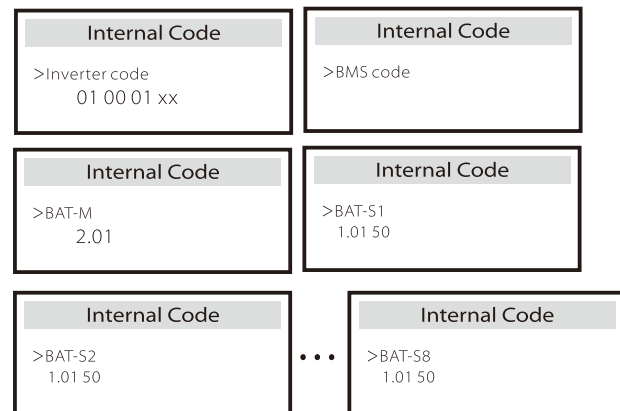 Internal Code
>Inverter code
01 00 01 xx
Internal Code
>BMS code
Internal Code
>BAT-M
2.01
Internal Code
>BAT-S1
1.01 50
Internal Code
>BAT-S2
1.01 50
...
Internal Code
>BAT-S8
1.01 50